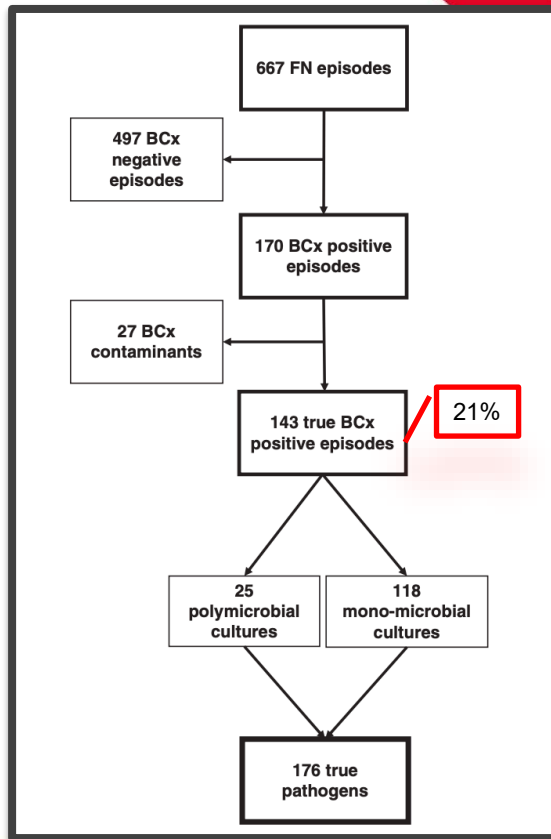 667 FN episodes
497 BCx
negative
episodes
170 BCx positive
episodes
27 BCx
contaminants
143 true BCx
positive episodes
21%
25
polymicrobial
cultures
118
mono-microbial
cultures
176 true
pathogens